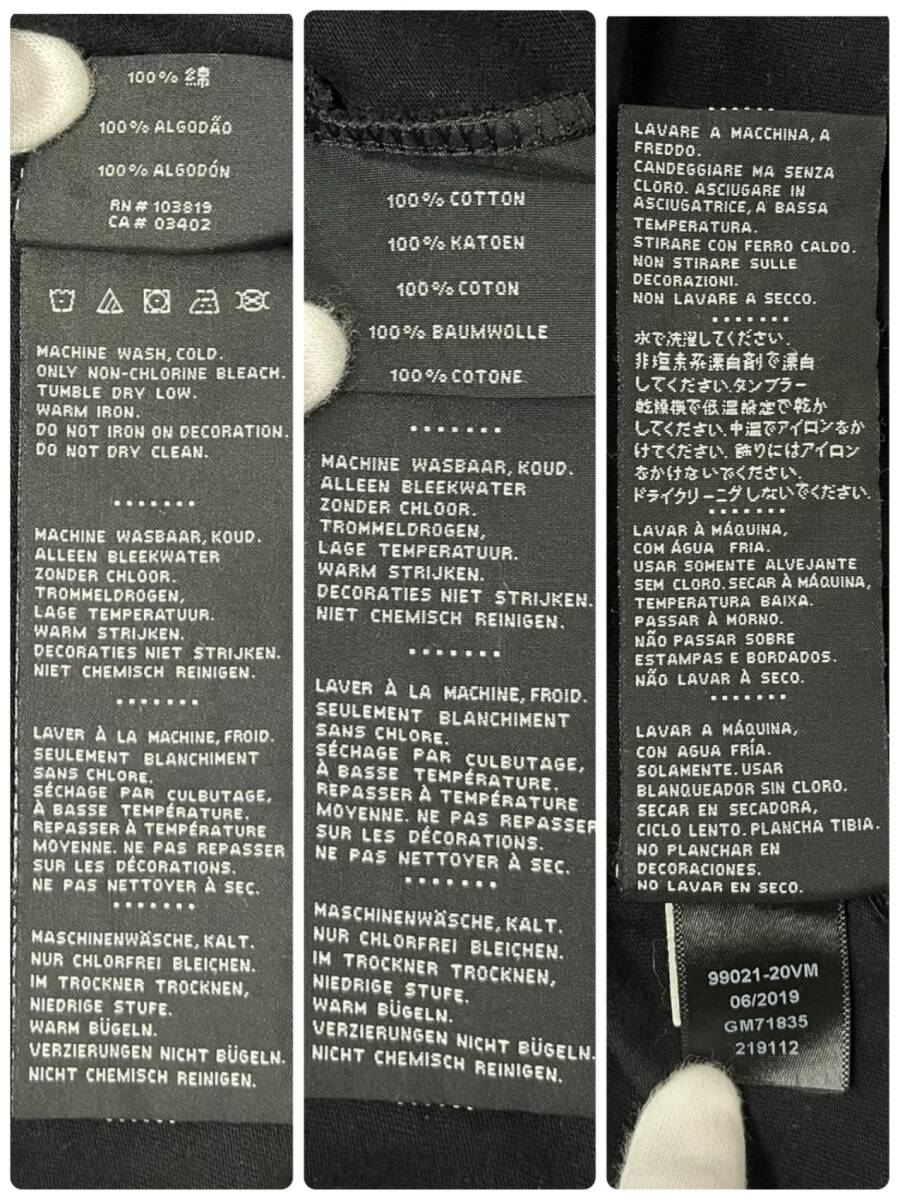 100% 綿
100% ALGODÃO
100% ALGODÓN
RN# 103819
CA# 03402
MACHINE WASH, COLD.
ONLY NON-CHLORINE BLEACH.
TUMBLE DRY LOW.
WARM IRON.
DO NOT IRON ON DECORATION.
DO NOT DRY CLEAN.
MACHINE WASBAAR, KOUD.
ALLEEN BLEEKWATER
ZONDER CHLOOR.
TROMMELDROGEN,
LAGE TEMPERATUUR.
WARM STRIJKEN.
DECORATIES NIET STRIJKEN.
NIET CHEMISCH REINIGEN.
LAVER À LA MACHINE, FROID.
SEULEMENT BLANCHIMENT
SANS CHLORE.
SÉCHAGE PAR CULBUTAGE,
À BASSE TEMPÉRATURE.
REPASSER À TEMPÉRATURE
MOYENNE. NE PAS REPASSER
SUR LES DÉCORATIONS.
NE PAS NETTOYER À SEC.
MASCHINENWÄSCHE, KALT.
NUR CHLORFREI BLEICHEN.
IM TROCKNER TROCKNEN,
NIEDRIGE STUFE.
WARM BÜGELN.
VERZIERUNGEN NICHT BÜGELN.
NICHT CHEMISCH REINIGEN.
100% COTTON
100% KATOEN
100% COTON
100% BAUMWOLLE
100% COTONE
MACHINE WASBAAR, KOUD.
ALLEEN BLEEKWATER
ZONDER CHLOOR.
TROMMELDROGEN,
LAGE TEMPERATUUR.
WARM STRIJKEN.
DECORATIES NIET STRIJKEN.
NIET CHEMISCH REINIGEN.
LAVER À LA MACHINE, FROID.
SEULEMENT BLANCHIMENT
SANS CHLORE.
SÉCHAGE PAR CULBUTAGE,
À BASSE TEMPÉRATURE.
REPASSER À TEMPÉRATURE
MOYENNE. NE PAS REPASSER
SUR LES DÉCORATIONS.
NE PAS NETTOYER À SEC.
MASCHINENWÄSCHE, KALT.
NUR CHLORFREI BLEICHEN.
IM TROCKNER TROCKNEN,
NIEDRIGE STUFE.
WARM BÜGELN.
VERZIERUNGEN NICHT BÜGELN.
NICHT CHEMISCH REINIGEN.
LAVARE A MACCHINA, A
FREDDO.
CANDEGGIARE MA SENZA
CLORO. ASCIUGARE IN
ASCIUGATRICE, A BASSA
TEMPERATURA.
STIRARE CON FERRO CALDO.
NON STIRARE SULLE
DECORAZIONI.
NON LAVARE A SECCO.
水で洗濯してください.
非塩素系漂白剤で漂白
してください.タンブラー
乾燥機で低温設定で乾か
してください.中温でアイロンをか
けてください. 飾りにはアイロン
をかけないでください.
ドライクリーニングしないでください.
LAVAR À MÁQUINA,
COM ÁGUA FRIA.
USAR SOMENTE ALVEJANTE
SEM CLORO. SECAR À MÁQUINA,
TEMPERATURA BAIXA.
PASSAR À MORNO.
NÃO PASSAR SOBRE
ESTAMPAS E BORDADOS.
NÃO LAVAR À SECO.
LAVAR A MÁQUINA,
CON AGUA FRÍA.
SOLAMENTE. USAR
BLANQUEADOR SIN CLORO.
SECAR EN SECADORA,
CICLO LENTO. PLANCHA TIBIA.
NO PLANCHAR EN
DECORACIONES.
NO LAVAR EN SECO.
99021-20VM
06/2019
GM71835
219112